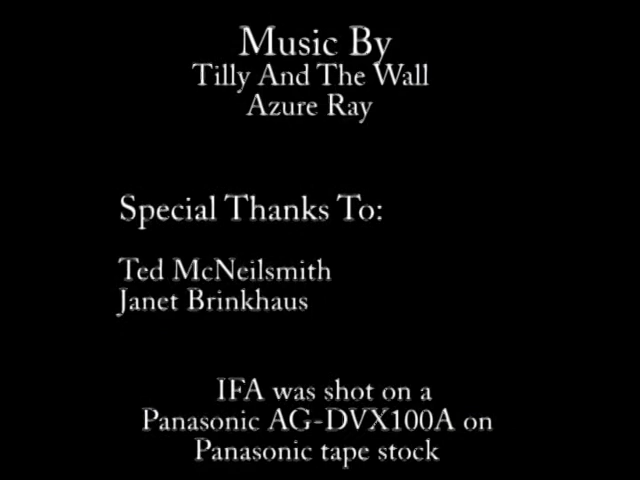 Music By
Tilly And The Wall
Azure Ray
Special Thanks To:
Ted McNeilsmith
Janet Brinkhaus
IFA was shot on a
Panasonic AG-DVX100A on
Panasonic tape stock